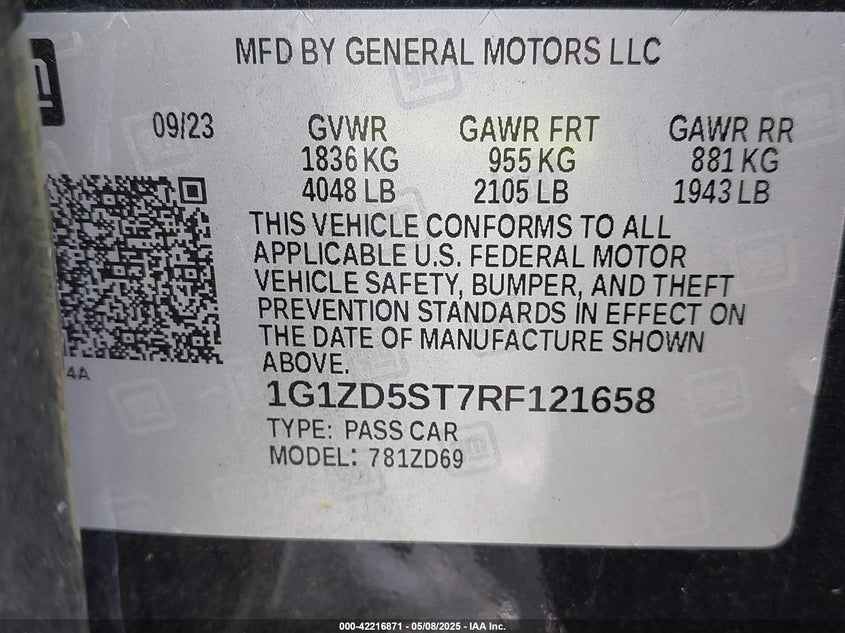 MFD BY GENERAL MOTORS LLC
09/23 GVWR GAWR FRT GAWR RR
1836 KG 955 KG 881 KG
4048 LB 2105 LB 1943 LB
THIS VEHICLE CONFORMS TO ALL
APPLICABLE U.S. FEDERAL MOTOR
VEHICLE SAFETY, BUMPER, AND THEFT
PREVENTION STANDARDS IN EFFECT ON
THE DATE OF MANUFACTURE SHOWN
ABOVE.
4A
1G1ZD5ST7RF121658
TYPE: PASS CAR
MODEL: 781ZD69
000-42216871 - 05/08/2025 - IAA Inc.